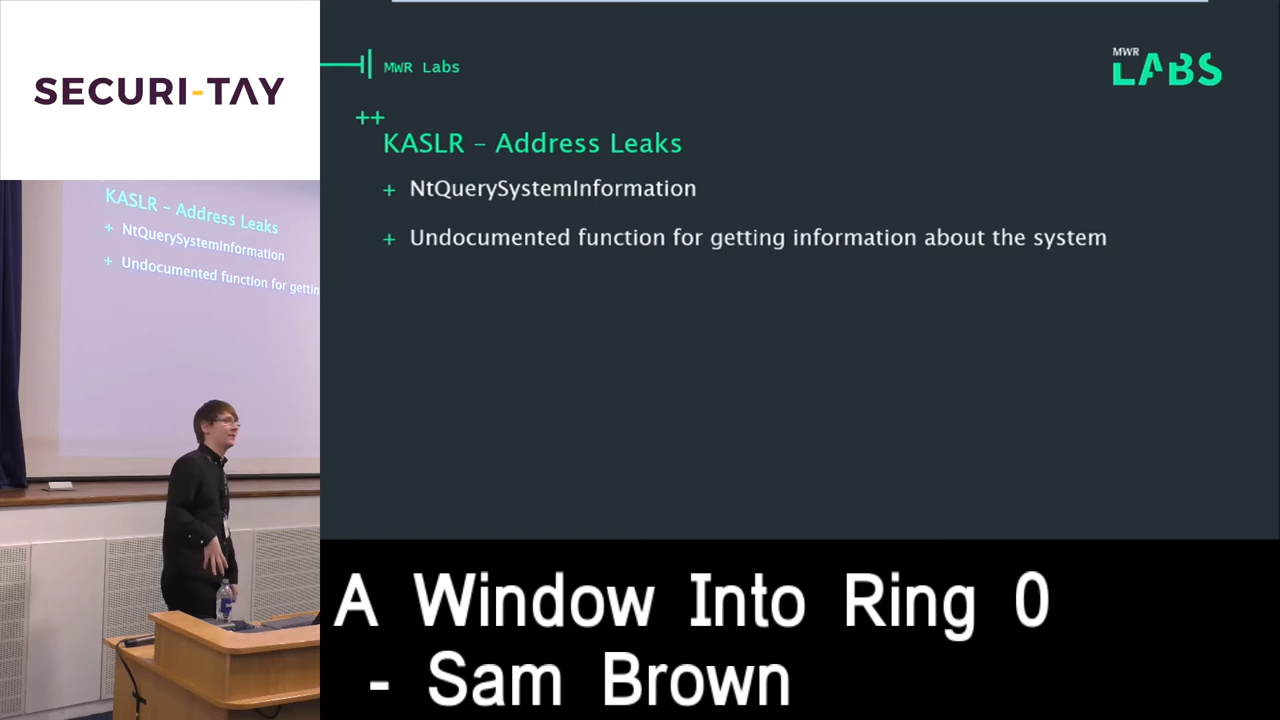 SECURI-TAY
KASLR – Address Leaks
+ NtQuerySystemInformation
+ Undocumented function for getting
MWR Labs
MWR
LABS
++
KASLR – Address Leaks
+ NtQuerySystemInformation
+ Undocumented function for getting information about the system
A Window Into Ring 0
- Sam Brown